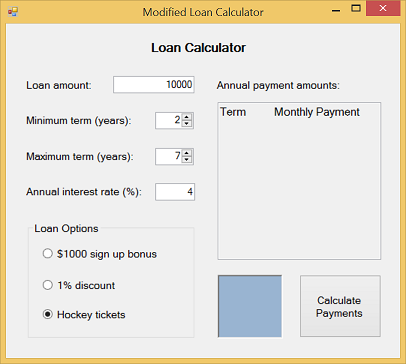 Modified Loan Calculator
Loan Calculator
Loan amount: 10000
Minimum term (years): 2
Maximum term (years): 7
Annual interest rate (%): 4
Loan Options
$1000 sign up bonus
1% discount
Hockey tickets
Annual payment amounts:
Term Monthly Payment
Calculate
Payments